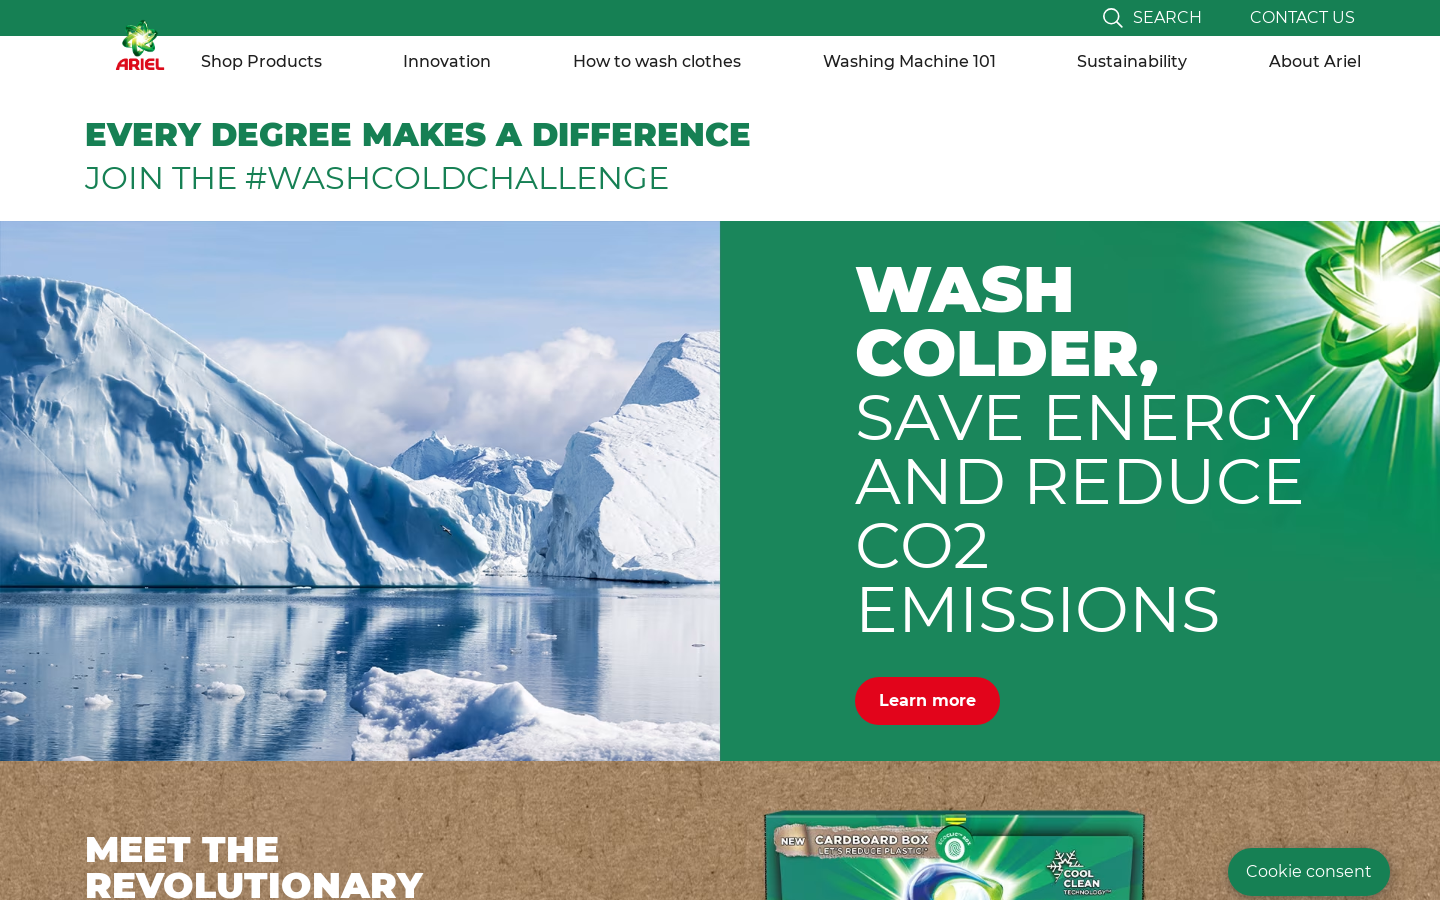 SEARCH
CONTACT US
ARIEL
Shop Products
Innovation
How to wash clothes
Washing Machine 101
Sustainability
About Ariel
EVERY DEGREE MAKES A DIFFERENCE
JOIN THE #WASHCOLDCHALLENGE
WASH
COLDER,
SAVE ENERGY
AND REDUCE
CO2
EMISSIONS
Learn more
MEET THE
REVOLUTIONARY
NEW
CARDBOARD BOX
LET'S REDUCE PLASTIC
COOL
CLEAN
TECHNOLOGY™
Cookie consent